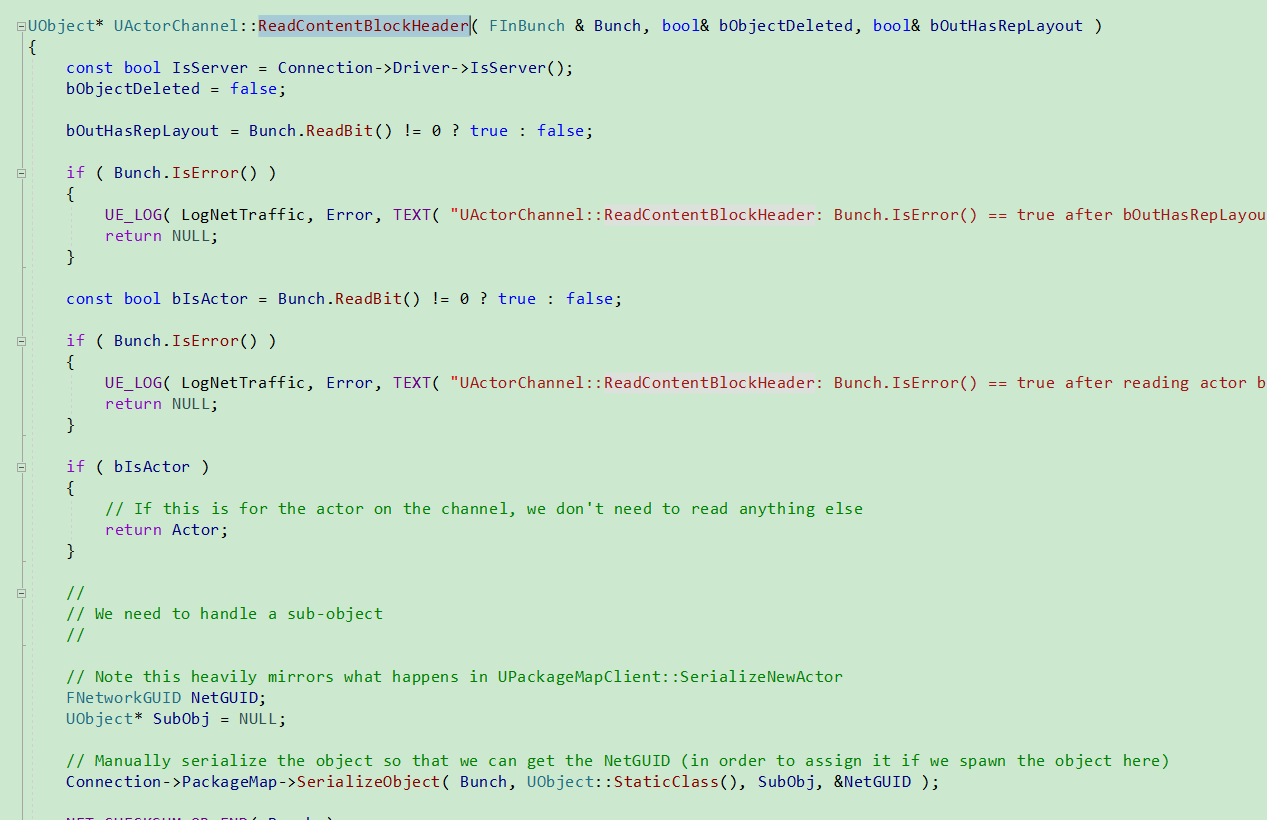 UObject* UActorChannel::ReadContentBlockHeader( FInBunch & Bunch, bool& bObjectDeleted, bool& bOutHasRepLayout )
{
const bool IsServer = Connection->Driver->IsServer();
bObjectDeleted = false;
bOutHasRepLayout = Bunch.ReadBit() != 0 ? true : false;
if ( Bunch.IsError() )
{
UE_LOG( LogNetTraffic, Error, TEXT( "UActorChannel::ReadContentBlockHeader: Bunch.IsError() == true after bOutHasRepLayou
return NULL;
}
const bool bIsActor = Bunch.ReadBit() != 0 ? true : false;
if ( Bunch.IsError() )
{
UE_LOG( LogNetTraffic, Error, TEXT( "UActorChannel::ReadContentBlockHeader: Bunch.IsError() == true after reading actor b
return NULL;
}
if ( bIsActor )
{
// If this is for the actor on the channel, we don't need to read anything else
return Actor;
}
//
// We need to handle a sub-object
//
// Note this heavily mirrors what happens in UPackageMapClient::SerializeNewActor
FNetworkGUID NetGUID;
UObject* SubObj = NULL;
// Manually serialize the object so that we can get the NetGUID (in order to assign it if we spawn the object here)
Connection->PackageMap->SerializeObject( Bunch, UObject::StaticClass(), SubObj, &NetGUID );